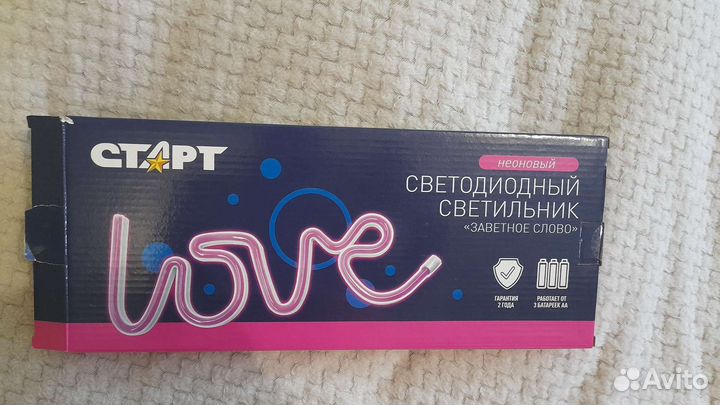 СТАРТ
неоновый
СВЕТОДИОДНЫЙ
СВЕТИЛЬНИК
«ЗАВЕТНОЕ СЛОВО»
love
ГАРАНТИЯ
2 ГОДА
РАБОТАЕТ ОТ
3 БАТАРЕЕК АА
Avito